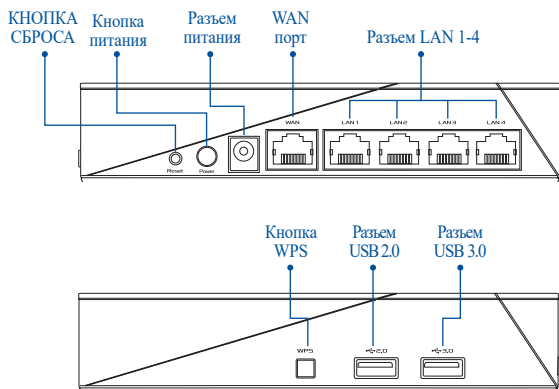 КНОПКА
СБРОСА
Кнопка
питания
Разъем
питания
WAN
порт
Разъем LAN 1-4
Reset
Power
WAN
LAN 1
LAN 2
LAN 3
LAN 4
Кнопка
WPS
Разъем
USB 2.0
Разъем
USB 3.0
WPS
2.0
3.0